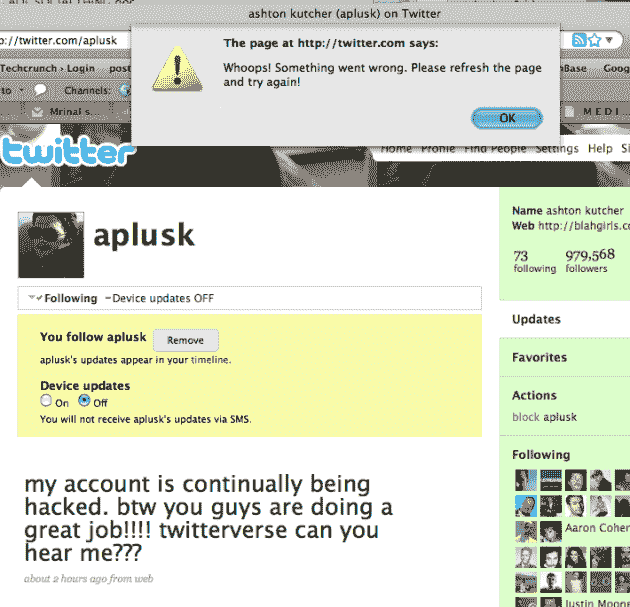 ashton kutcher (aplusk) on Twitter
The page at http://twitter.com says:
Whoops! Something went wrong. Please refresh the page
and try again!
OK
p://twitter.com/aplusk
Techcrunch › Login post
Base Goog
to Channels:
Mrinal s...
M E D I
twitter
Home Profile Find People Settings Help
aplusk
Following
Device updates OFF
You follow aplusk Remove
aplusk's updates appear in your timeline.
Device updates
On Off
You will not receive aplusk's updates via SMS.
my account is continually being
hacked. btw you guys are doing a
great job!!!! twitterverse can you
hear me???
about 2 hours ago from web
Name ashton kutcher
Web http://blahgirls.c
73 979,568
following followers
Updates
Favorites
Actions
block aplusk
Following
Aaron Cohen
Justin Moon